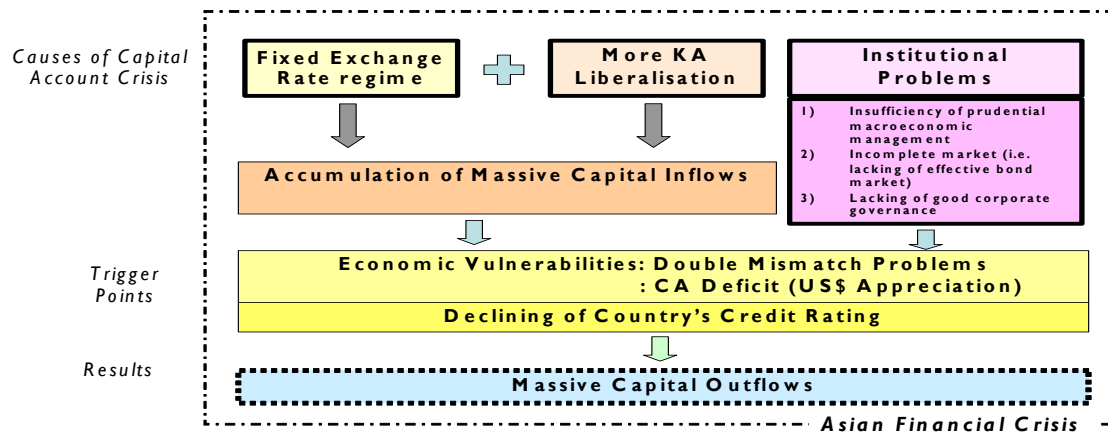 Causes of Capital
Account Crisis
Fixed Exchange
Rate regime
More KA
Liberalisation
Institutional
Problems
1) Insufficiency of prudential
macroeconomic
management
2) Incomplete market (i.e.
lacking of effective bond
market)
3) Lacking of good corporate
governance
Accumulation of Massive Capital Inflows
Trigger
Points
Economic Vulnerabilities: Double Mismatch Problems
: CA Deficit (US$ Appreciation)
Declining of Country's Credit Rating
Results
Massive Capital Outflows
Asian Financial Crisis